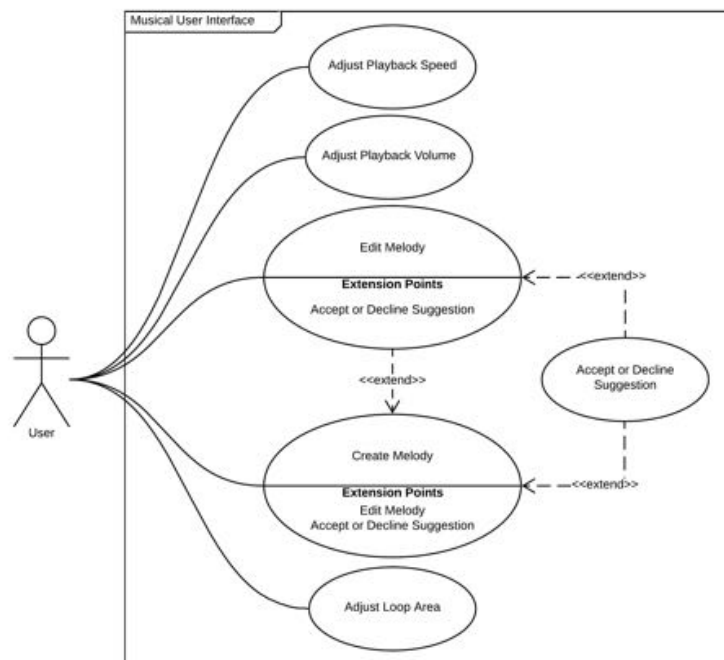 Musical User Interface
Adjust Playback Speed
Adjust Playback Volume
Edit Melody
<<extend>>
Extension Points
Accept or Decline Suggestion
Accept or Decline
Suggestion
<<extend>>
User
Create Melody
<<extend>>
Extension Points
Edit Melody
Accept or Decline Suggestion
Adjust Loop Area